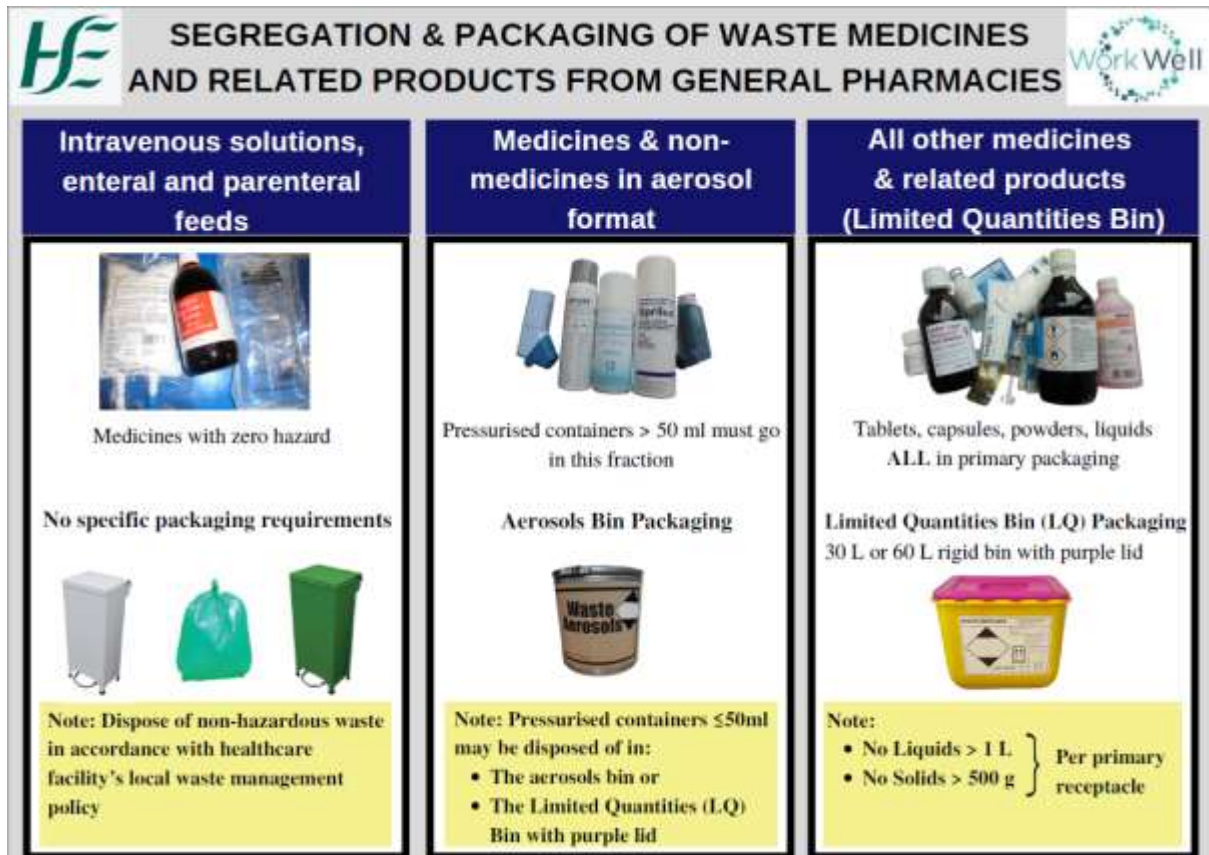 HSE
SEGREGATION & PACKAGING OF WASTE MEDICINES
AND RELATED PRODUCTS FROM GENERAL PHARMACIES
Work Well
Intravenous solutions,
enteral and parenteral
feeds
Medicines with zero hazard
No specific packaging requirements
Note: Dispose of non-hazardous waste
in accordance with healthcare
facility's local waste management
policy
Medicines & non-
medicines in aerosol
format
Pressurised containers > 50 ml must go
in this fraction
Aerosols Bin Packaging
Waste
Aerosols
Note: Pressurised containers ≤50ml
may be disposed of in:
• The aerosols bin or
• The Limited Quantities (LQ)
Bin with purple lid
All other medicines
& related products
(Limited Quantities Bin)
Tablets, capsules, powders, liquids
ALL in primary packaging
Limited Quantities Bin (LQ) Packaging
30 L or 60 L rigid bin with purple lid
Note:
• No Liquids > 1 L
• No Solids > 500 g
Per primary
receptacle